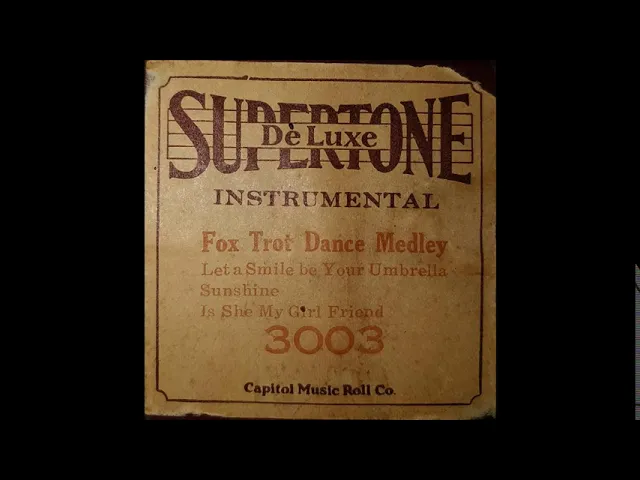 SUPERTONE
Dè Luxe
INSTRUMENTAL
Fox Trot Dance Medley
Let a Smile be Your Umbrella
Sunshine
Is She My Girl Friend
3003
Capitol Music Roll Co.